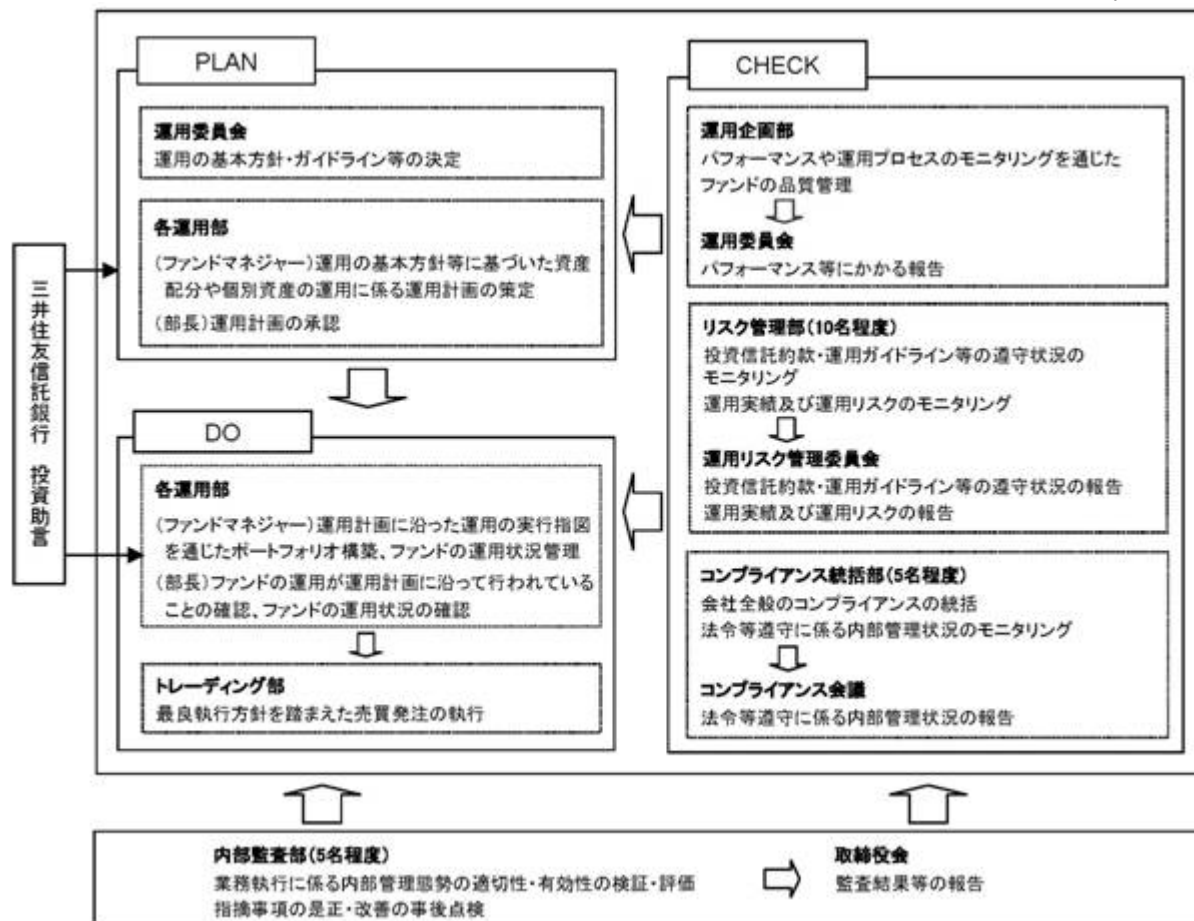 PLAN
運用委員会
運用の基本方針・ガイドライン等の決定
各運用部
(ファンドマネジャー)運用の基本方針等に基づいた資産
配分や個別資産の運用に係る運用計画の策定
(部長)運用計画の承認
三井住友信託銀行 投資助言
DO
各運用部
(ファンドマネジャー)運用計画に沿った運用の実行指図
を通じたポートフォリオ構築、ファンドの運用状況管理
(部長)ファンドの運用が運用計画に沿って行われている
ことの確認、ファンドの運用状況の確認
トレーディング部
最良執行方針を踏まえた売買発注の執行
CHECK
運用企画部
パフォーマンスや運用プロセスのモニタリングを通じた
ファンドの品質管理
運用委員会
パフォーマンス等にかかる報告
リスク管理部(10名程度)
投資信託約款・運用ガイドライン等の遵守状況の
モニタリング
運用実績及び運用リスクのモニタリング
運用リスク管理委員会
投資信託約款・運用ガイドライン等の遵守状況の報告
運用実績及び運用リスクの報告
コンプライアンス統括部(5名程度)
会社全般のコンプライアンスの統括
法令等遵守に係る内部管理状況のモニタリング
コンプライアンス会議
法令等遵守に係る内部管理状況の報告
内部監査部(5名程度)
業務執行に係る内部管理態勢の適切性・有効性の検証・評価
指摘事項の是正・改善の事後点検
取締役会
監査結果等の報告